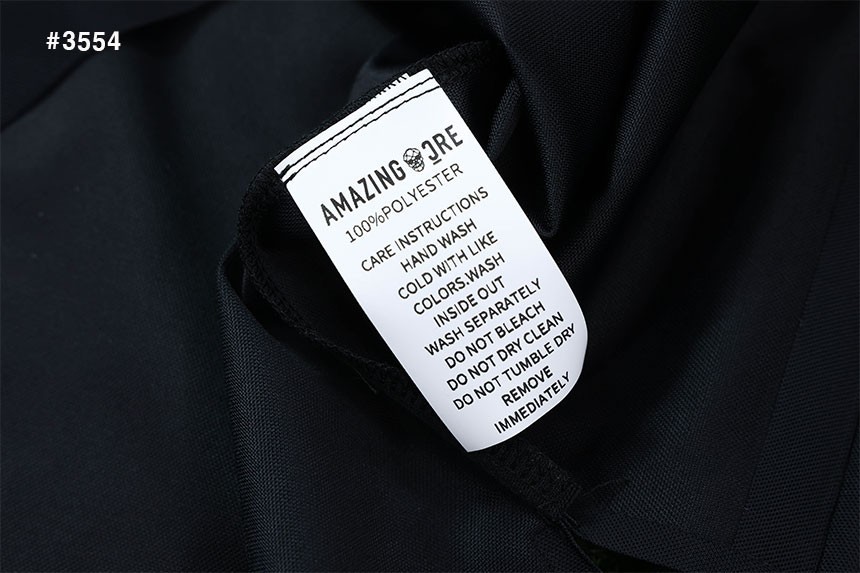 #3554
AMAZING ORE
100%POLYESTER
CARE INSTRUCTIONS
HAND WASH
COLD WITH LIKE
COLORS.WASH
INSIDE OUT
WASH SEPARATELY
DO NOT BLEACH
DO NOT DRY CLEAN
DO NOT TUMBLE DRY
REMOVE
IMMEDIATELY